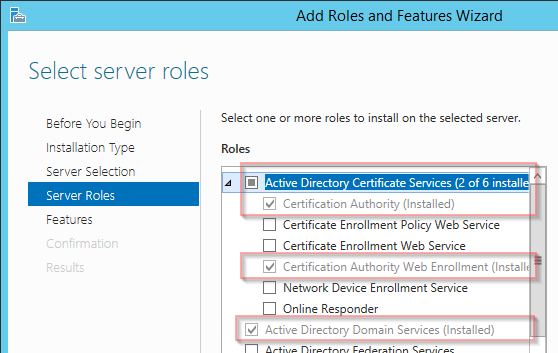 Add Roles and Features Wizard
Select server roles
Before You Begin
Installation Type
Server Selection
Server Roles
Features
Confirmation
Results
Select one or more roles to install on the selected server.
Roles
Active Directory Certificate Services (2 of 6 installe
Certification Authority (Installed)
Certificate Enrollment Policy Web Service
Certificate Enrollment Web Service
Certification Authority Web Enrollment (Installe
Network Device Enrollment Service
Online Responder
Active Directory Domain Services (Installed)
Active Directory Federation Services